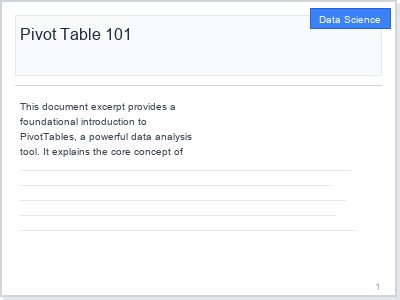 Data Science
Pivot Table 101
This document excerpt provides a
foundational introduction to
PivotTables, a powerful data analysis
tool. It explains the core concept of
1